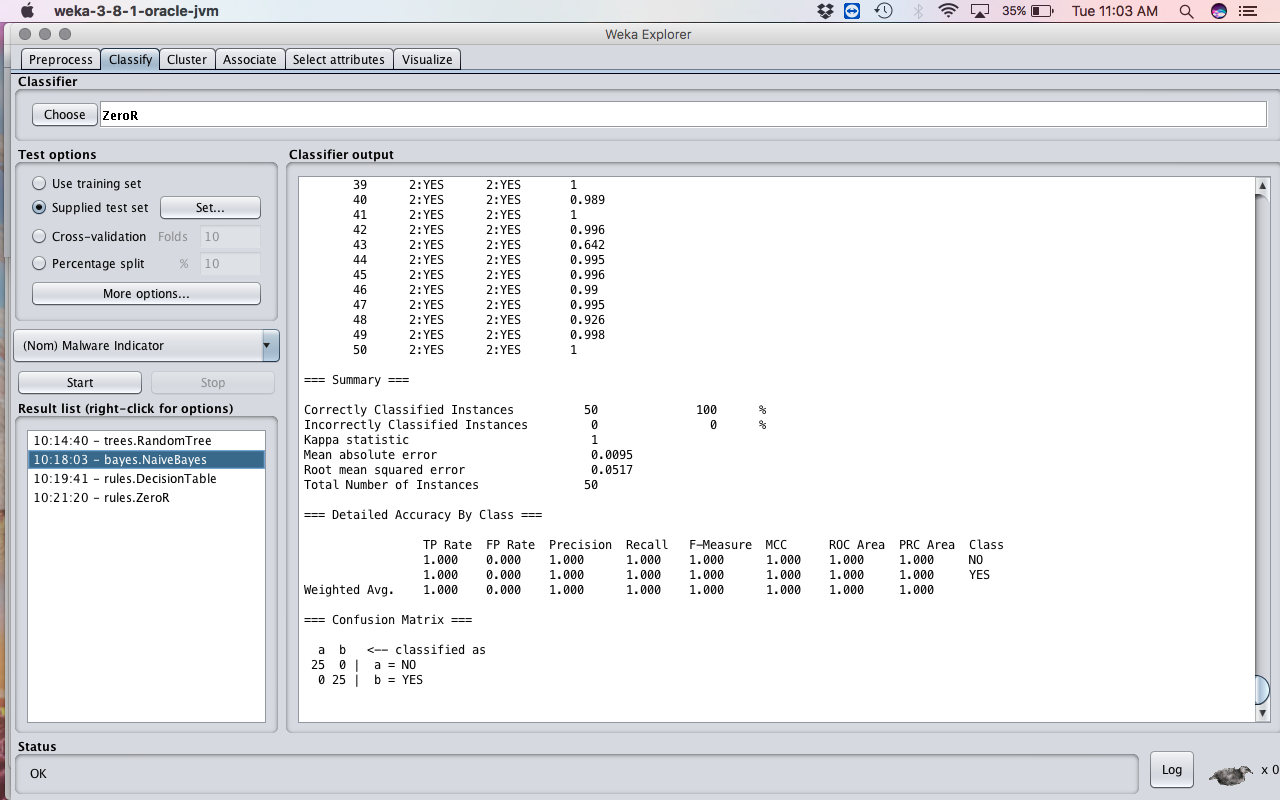 weka-3-8-1-oracle-jvm 35% Tue 11:03 AM
Weka Explorer
Preprocess Classify Cluster Associate Select attributes Visualize
Classifier
Choose ZeroR
Test options
Use training set
Supplied test set Set...
Cross-validation Folds 10
Percentage split % 10
More options...
(Nom) Malware Indicator
Start Stop
Result list (right-click for options)
10:14:40 - trees.RandomTree
10:18:03 - bayes.NaiveBayes
10:19:41 - rules.DecisionTable
10:21:20 - rules.ZeroR
Classifier output
39 2:YES 2:YES 1
40 2:YES 2:YES 0.989
41 2:YES 2:YES 1
42 2:YES 2:YES 0.996
43 2:YES 2:YES 0.642
44 2:YES 2:YES 0.995
45 2:YES 2:YES 0.996
46 2:YES 2:YES 0.99
47 2:YES 2:YES 0.995
48 2:YES 2:YES 0.926
49 2:YES 2:YES 0.998
50 2:YES 2:YES 1
=== Summary ===
Correctly Classified Instances 50 100 %
Incorrectly Classified Instances 0 0 %
Kappa statistic 1
Mean absolute error 0.0095
Root mean squared error 0.0517
Total Number of Instances 50
=== Detailed Accuracy By Class ===
TP Rate FP Rate Precision Recall F-Measure MCC ROC Area PRC Area Class
1.000 0.000 1.000 1.000 1.000 1.000 1.000 1.000 NO
1.000 0.000 1.000 1.000 1.000 1.000 1.000 1.000 YES
Weighted Avg. 1.000 0.000 1.000 1.000 1.000 1.000 1.000 1.000
=== Confusion Matrix ===
a b <-- classified as
25 0 | a = NO
0 25 | b = YES
Status
OK
Log x 0